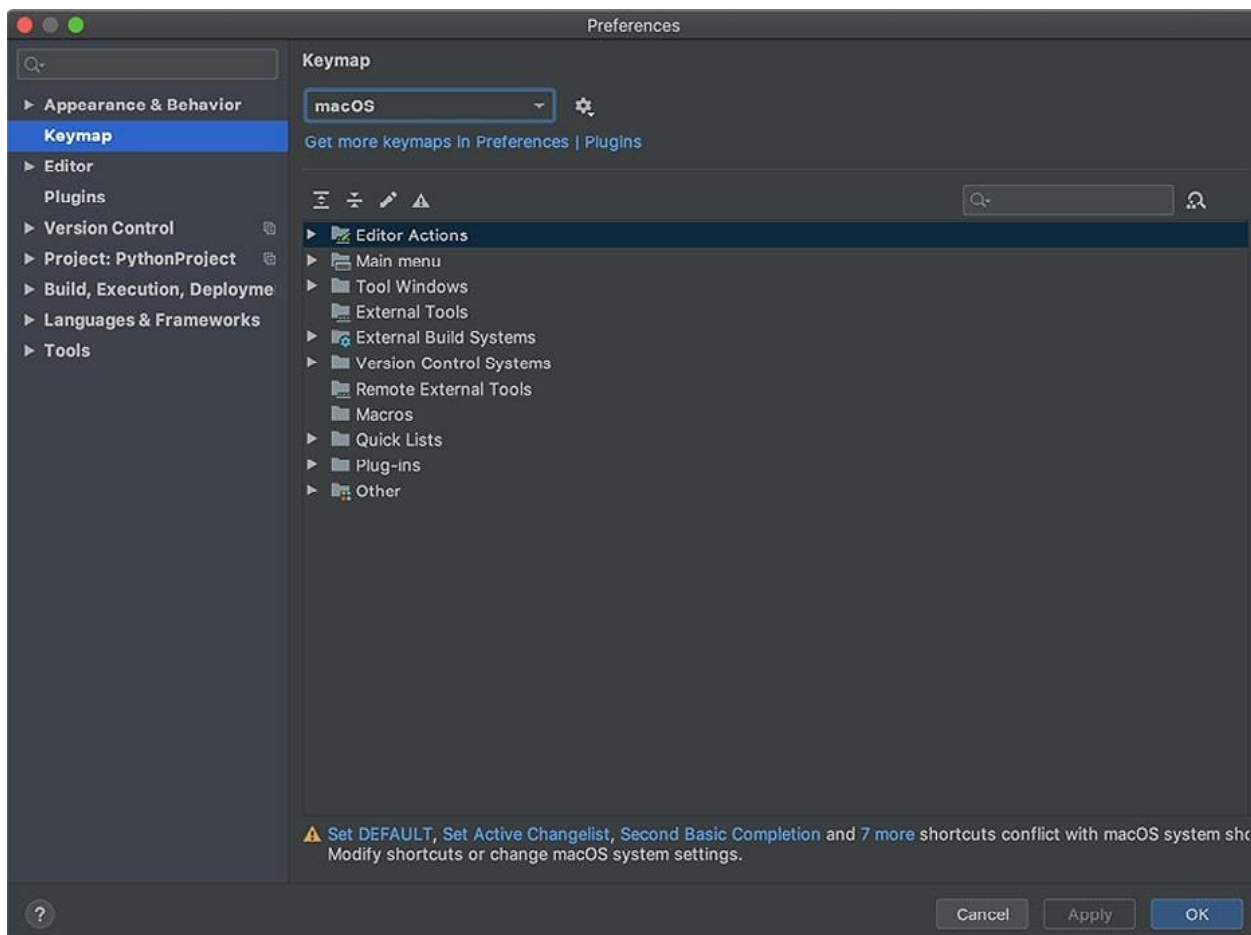 Preferences
Appearance & Behavior
Keymap
Editor
Plugins
Version Control
Project: PythonProject
Build, Execution, Deployme
Languages & Frameworks
Tools
Keymap
macOS
Get more keymaps in Preferences | Plugins
Editor Actions
Main menu
Tool Windows
External Tools
External Build Systems
Version Control Systems
Remote External Tools
Macros
Quick Lists
Plug-ins
Other
Set DEFAULT, Set Active Changelist, Second Basic Completion and 7 more shortcuts conflict with macOS system sho
Modify shortcuts or change macOS system settings.
?
Cancel
Apply
OK